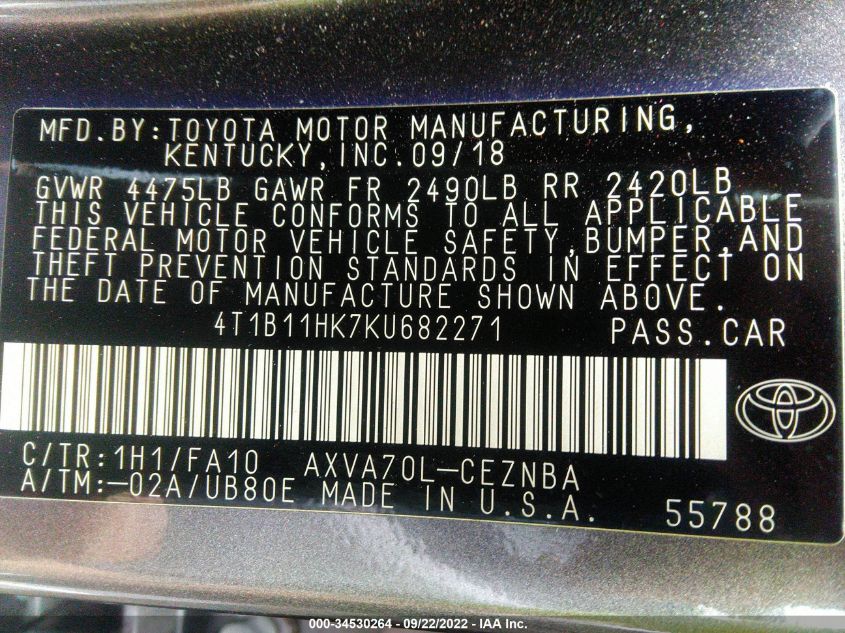 MFD. BY: TOYOTA MOTOR MANUFACTURING,
KENTUCKY, INC. 09/18
GVWR 4475LB GAWR FR 2490LB RR 2420LB
THIS VEHICLE CONFORMS TO ALL APPLICABLE
FEDERAL MOTOR VEHICLE SAFETY, BUMPER, AND
THEFT PREVENTION STANDARDS IN EFFECT ON
THE DATE OF MANUFACTURE SHOWN ABOVE.
4T1B11HK7KU682271 PASS. CAR
C/TR: 1H1/FA10 AXVA70L-CEZNBA
A/TM:-02A/UB80E MADE IN U.S.A. 55788
000-34530264 - 09/22/2022 - IAA Inc.